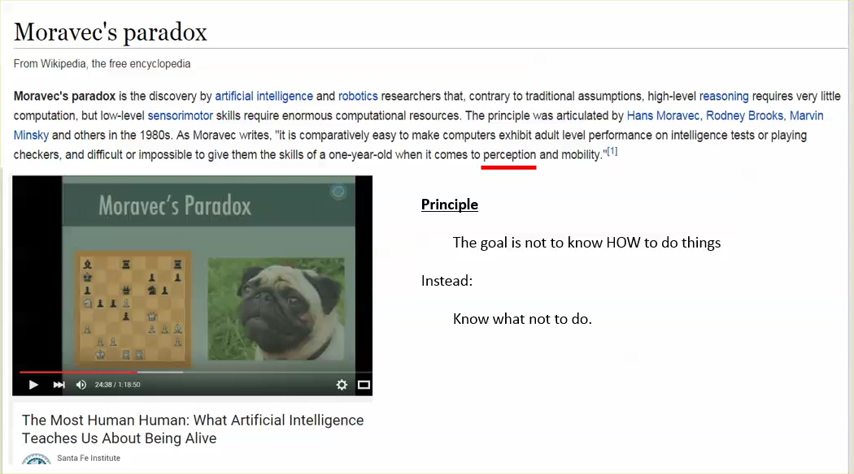 Moravec's paradox
From Wikipedia, the free encyclopedia
Moravec's paradox is the discovery by artificial intelligence and robotics researchers that, contrary to traditional assumptions, high-level reasoning requires very little
computation, but low-level sensorimotor skills require enormous computational resources. The principle was articulated by Hans Moravec, Rodney Brooks, Marvin
Minsky and others in the 1980s. As Moravec writes, "it is comparatively easy to make computers exhibit adult level performance on intelligence tests or playing
checkers, and difficult or impossible to give them the skills of a one-year-old when it comes to perception and mobility."[1]
Moravec's Paradox
24:38 / 1:18:50
The Most Human Human: What Artificial Intelligence
Teaches Us About Being Alive
Santa Fe Institute
Principle
The goal is not to know HOW to do things
Instead:
Know what not to do.